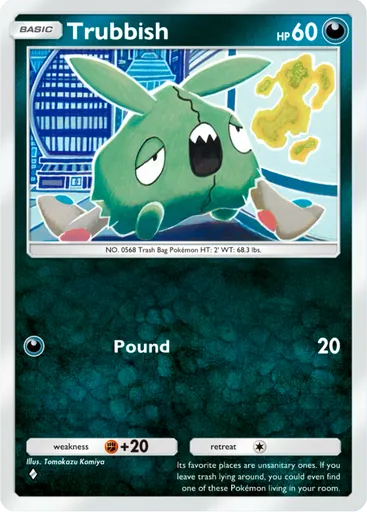 BASIC Trubbish HP 60
NO. 0568 Trash Bag Pokémon HT: 2' WT: 68.3 lbs.
Pound 20
weakness +20 retreat
Illus. Tomokazu Komiya
Its favorite places are unsanitary ones. If you
leave trash lying around, you could even find
one of these Pokémon living in your room.